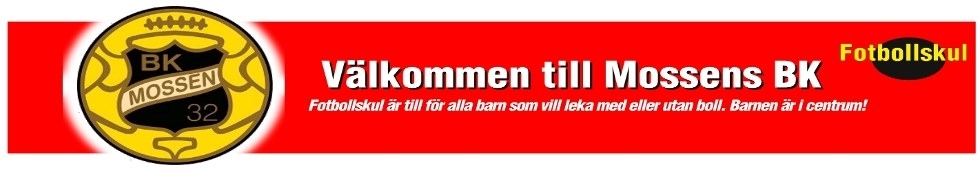 BK
MOSSEN
32
Välkommen till Mossens BK
Fotbollskul är till för alla barn som vill leka med eller utan boll. Barnen är i centrum!
Fotbollskul